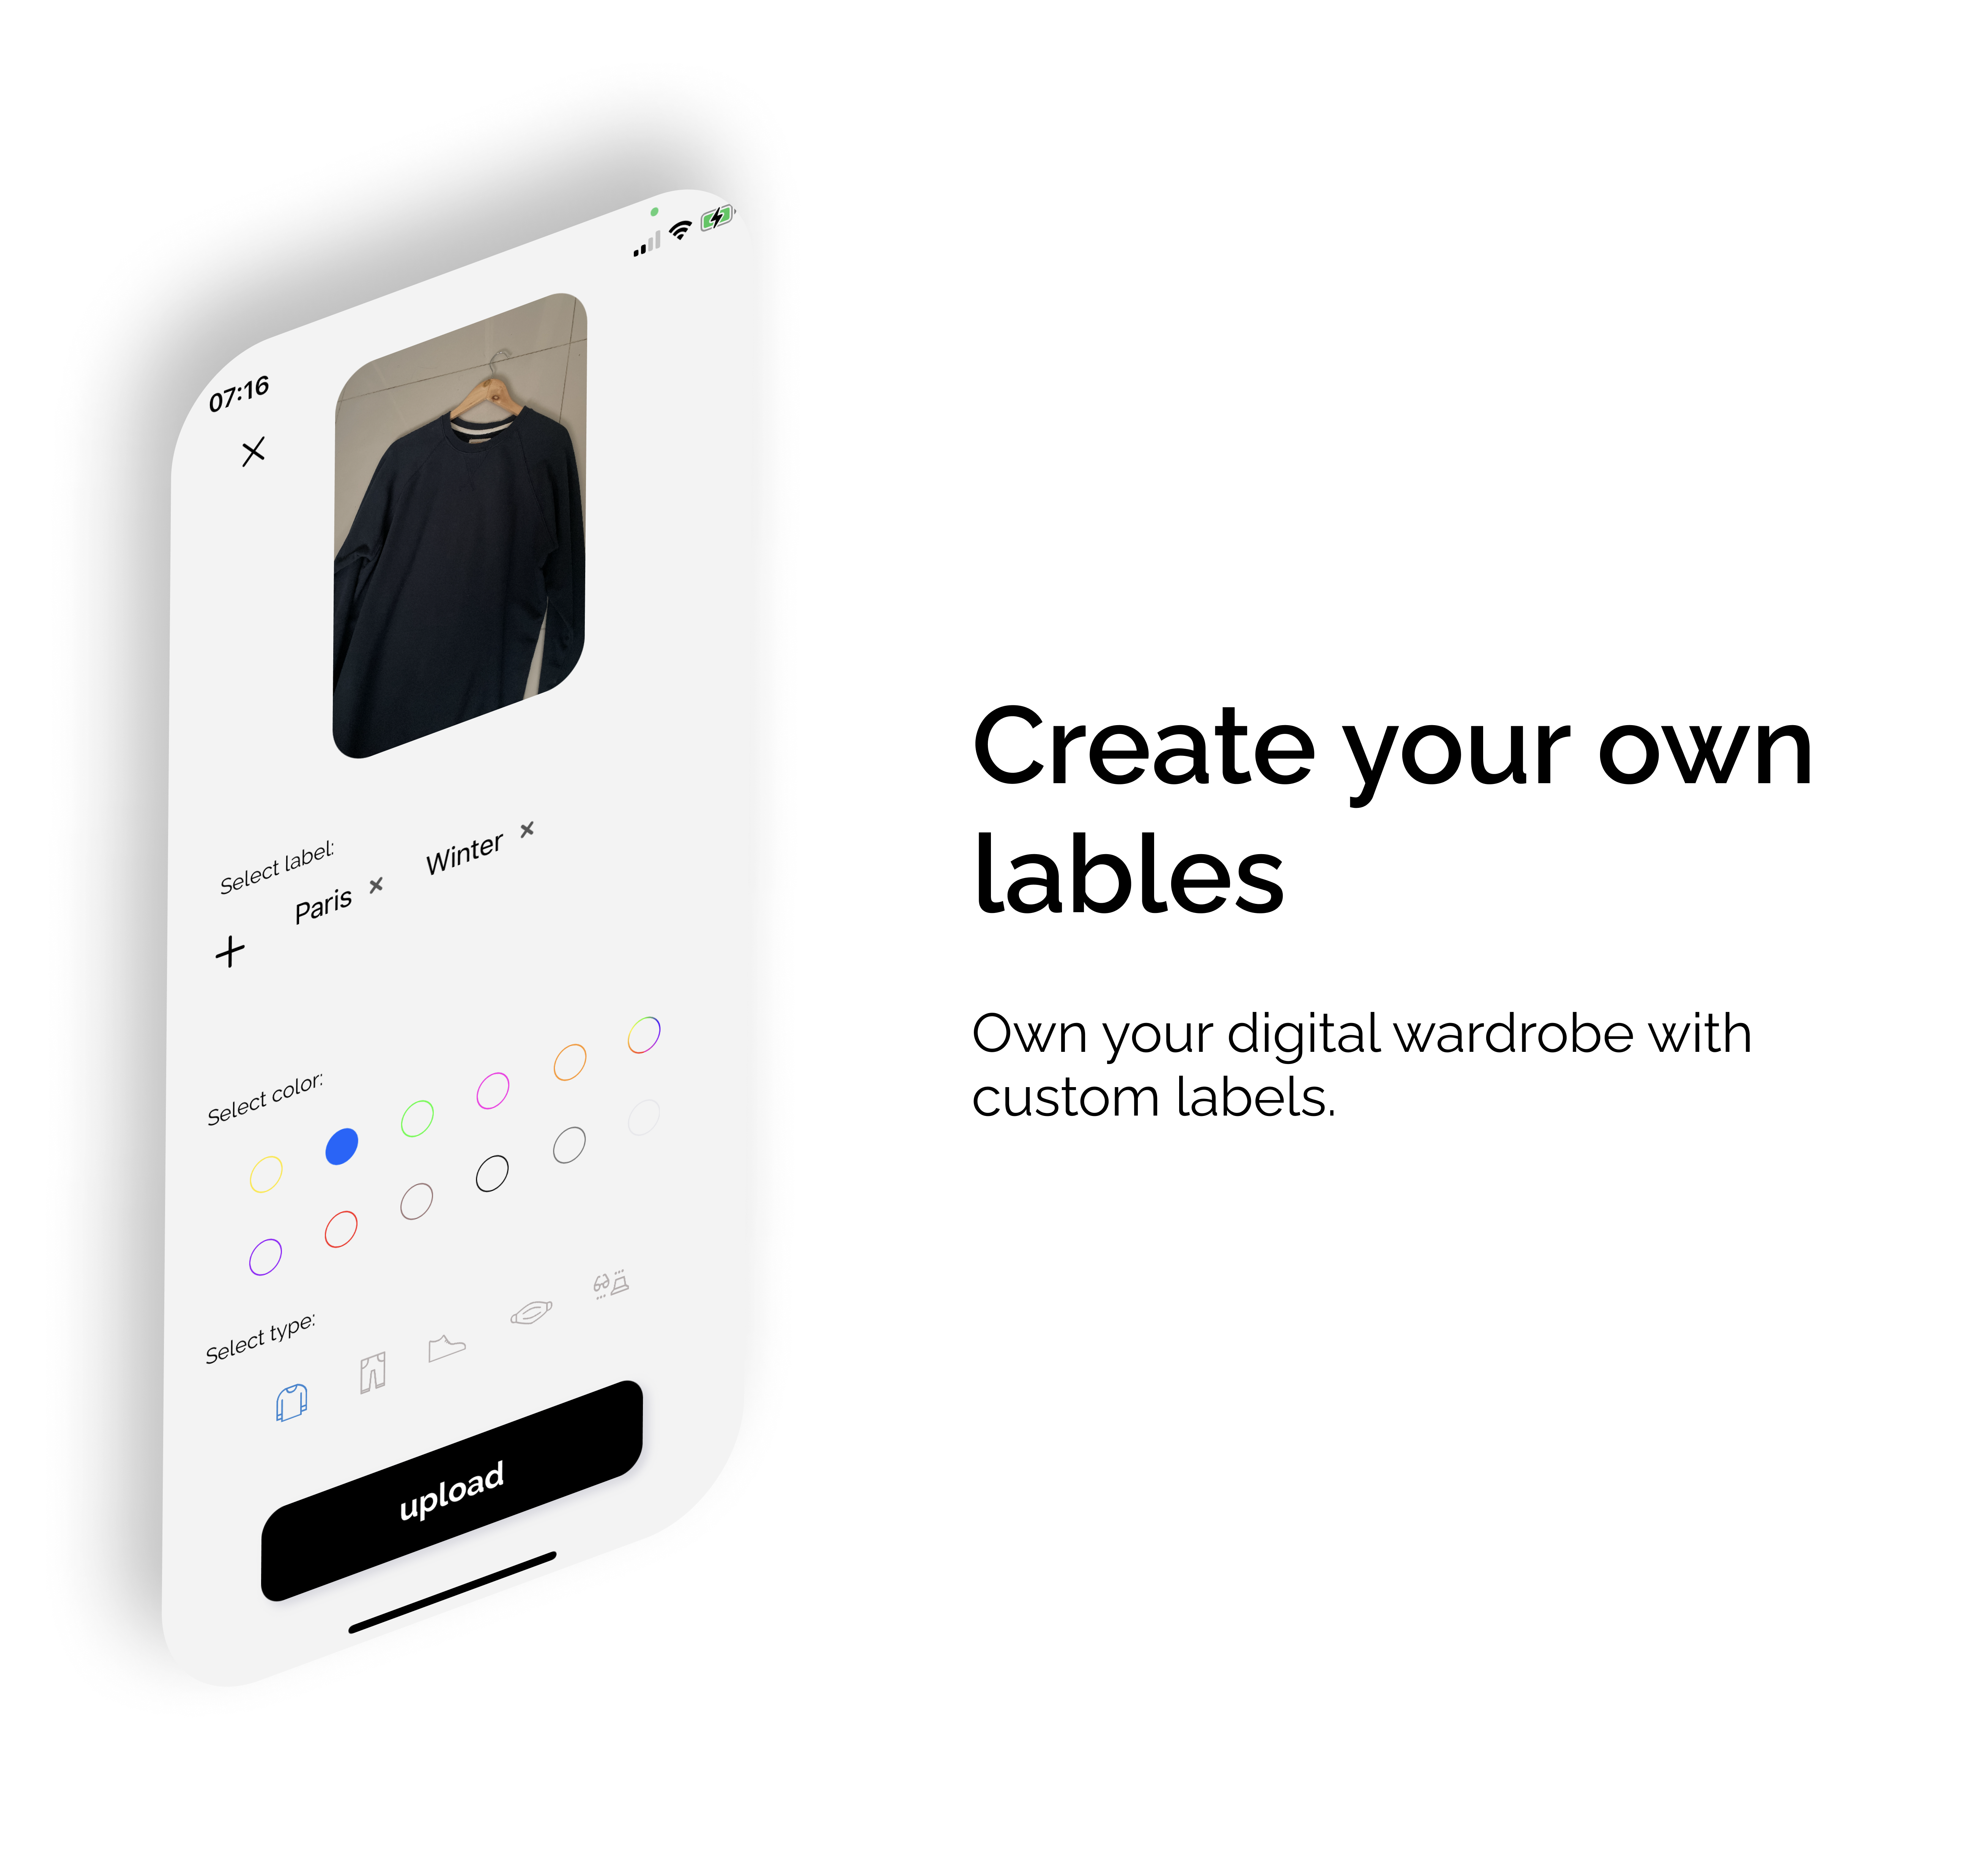 07:16
Select label:
Paris
Winter
Select color:
Select type:
upload
Create your own
lables
Own your digital wardrobe with
custom labels.